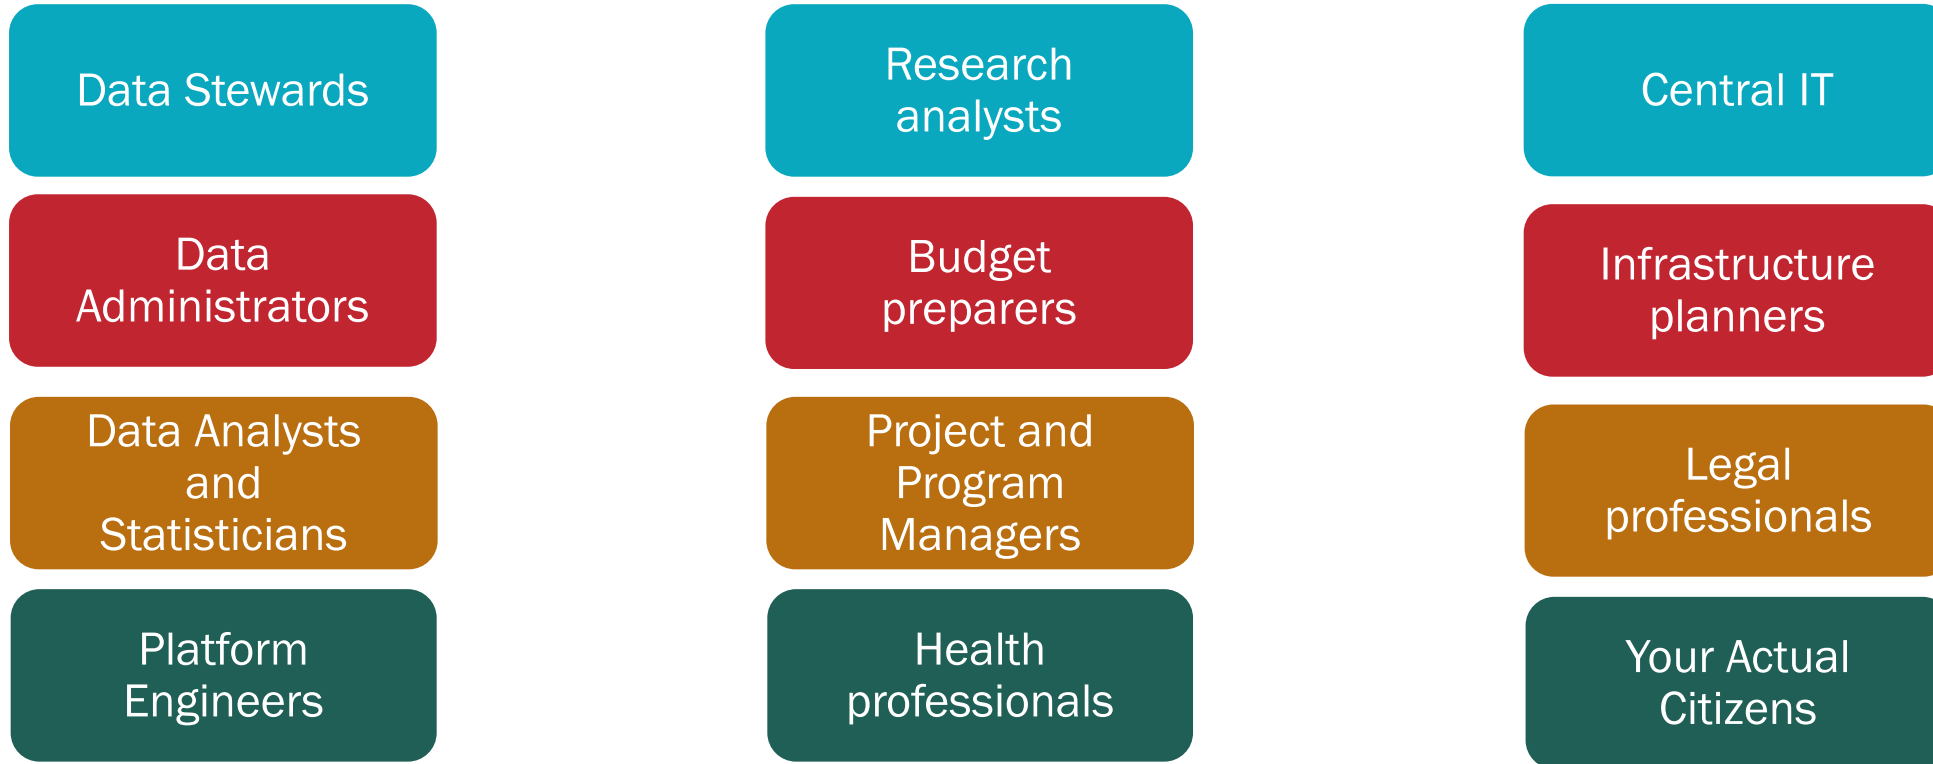 Data Stewards
Research
analysts
Central IT
Data
Administrators
Budget
preparers
Infrastructure
planners
Data Analysts
and
Statisticians
Project and
Program
Managers
Legal
professionals
Platform
Engineers
Health
professionals
Your Actual
Citizens